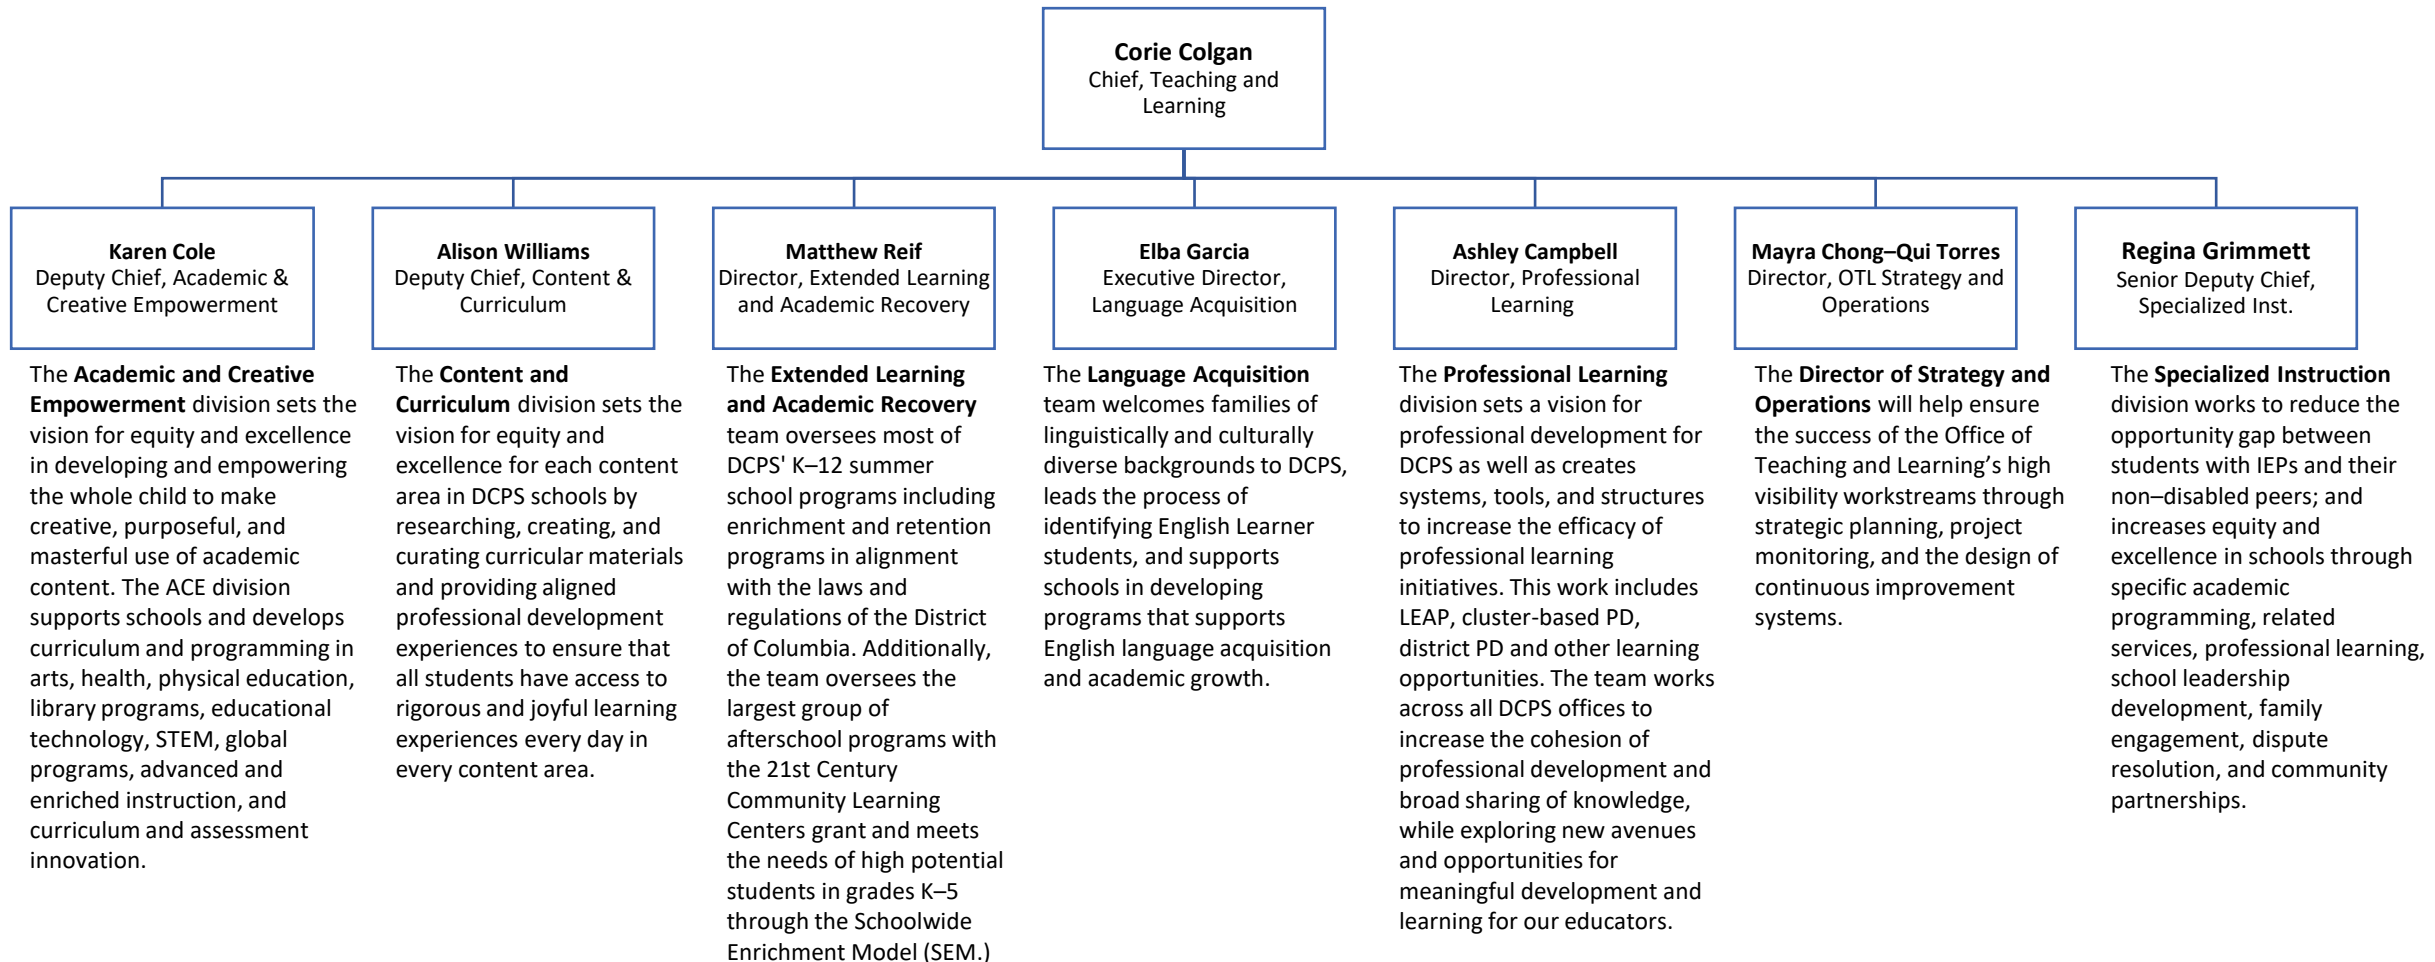 Corie Colgan
Chief, Teaching and
Learning
Karen Cole
Deputy Chief, Academic &
Creative Empowerment
Alison Williams
Deputy Chief, Content &
Curriculum
Matthew Reif
Director, Extended Learning
and Academic Recovery
Elba Garcia
Executive Director,
Language Acquisition
Ashley Campbell
Director, Professional
Learning
Mayra Chong–Qui Torres
Director, OTL Strategy and
Operations
Regina Grimmett
Senior Deputy Chief,
Specialized Inst.
The Academic and Creative
Empowerment division sets the
vision for equity and excellence
in developing and empowering
the whole child to make
creative, purposeful, and
masterful use of academic
content. The ACE division
supports schools and develops
curriculum and programming in
arts, health, physical education,
library programs, educational
technology, STEM, global
programs, advanced and
enriched instruction, and
curriculum and assessment
innovation.
The Content and
Curriculum division sets the
vision for equity and
excellence for each content
area in DCPS schools by
researching, creating, and
curating curricular materials
and providing aligned
professional development
experiences to ensure that
all students have access to
rigorous and joyful learning
experiences every day in
every content area.
The Extended Learning
and Academic Recovery
team oversees most of
DCPS' K–12 summer
school programs including
enrichment and retention
programs in alignment
with the laws and
regulations of the District
of Columbia. Additionally,
the team oversees the
largest group of
afterschool programs with
the 21st Century
Community Learning
Centers grant and meets
the needs of high potential
students in grades K–5
through the Schoolwide
Enrichment Model (SEM.)
The Language Acquisition
team welcomes families of
linguistically and culturally
diverse backgrounds to DCPS,
leads the process of
identifying English Learner
students, and supports
schools in developing
programs that supports
English language acquisition
and academic growth.
The Professional Learning
division sets a vision for
professional development for
DCPS as well as creates
systems, tools, and structures
to increase the efficacy of
professional learning
initiatives. This work includes
LEAP, cluster-based PD,
district PD and other learning
opportunities. The team works
across all DCPS offices to
increase the cohesion of
professional development and
broad sharing of knowledge,
while exploring new avenues
and opportunities for
meaningful development and
learning for our educators.
The Director of Strategy and
Operations will help ensure
the success of the Office of
Teaching and Learning’s high
visibility workstreams through
strategic planning, project
monitoring, and the design of
continuous improvement
systems.
The Specialized Instruction
division works to reduce the
opportunity gap between
students with IEPs and their
non–disabled peers; and
increases equity and
excellence in schools through
specific academic
programming, related
services, professional learning,
school leadership
development, family
engagement, dispute
resolution, and community
partnerships.